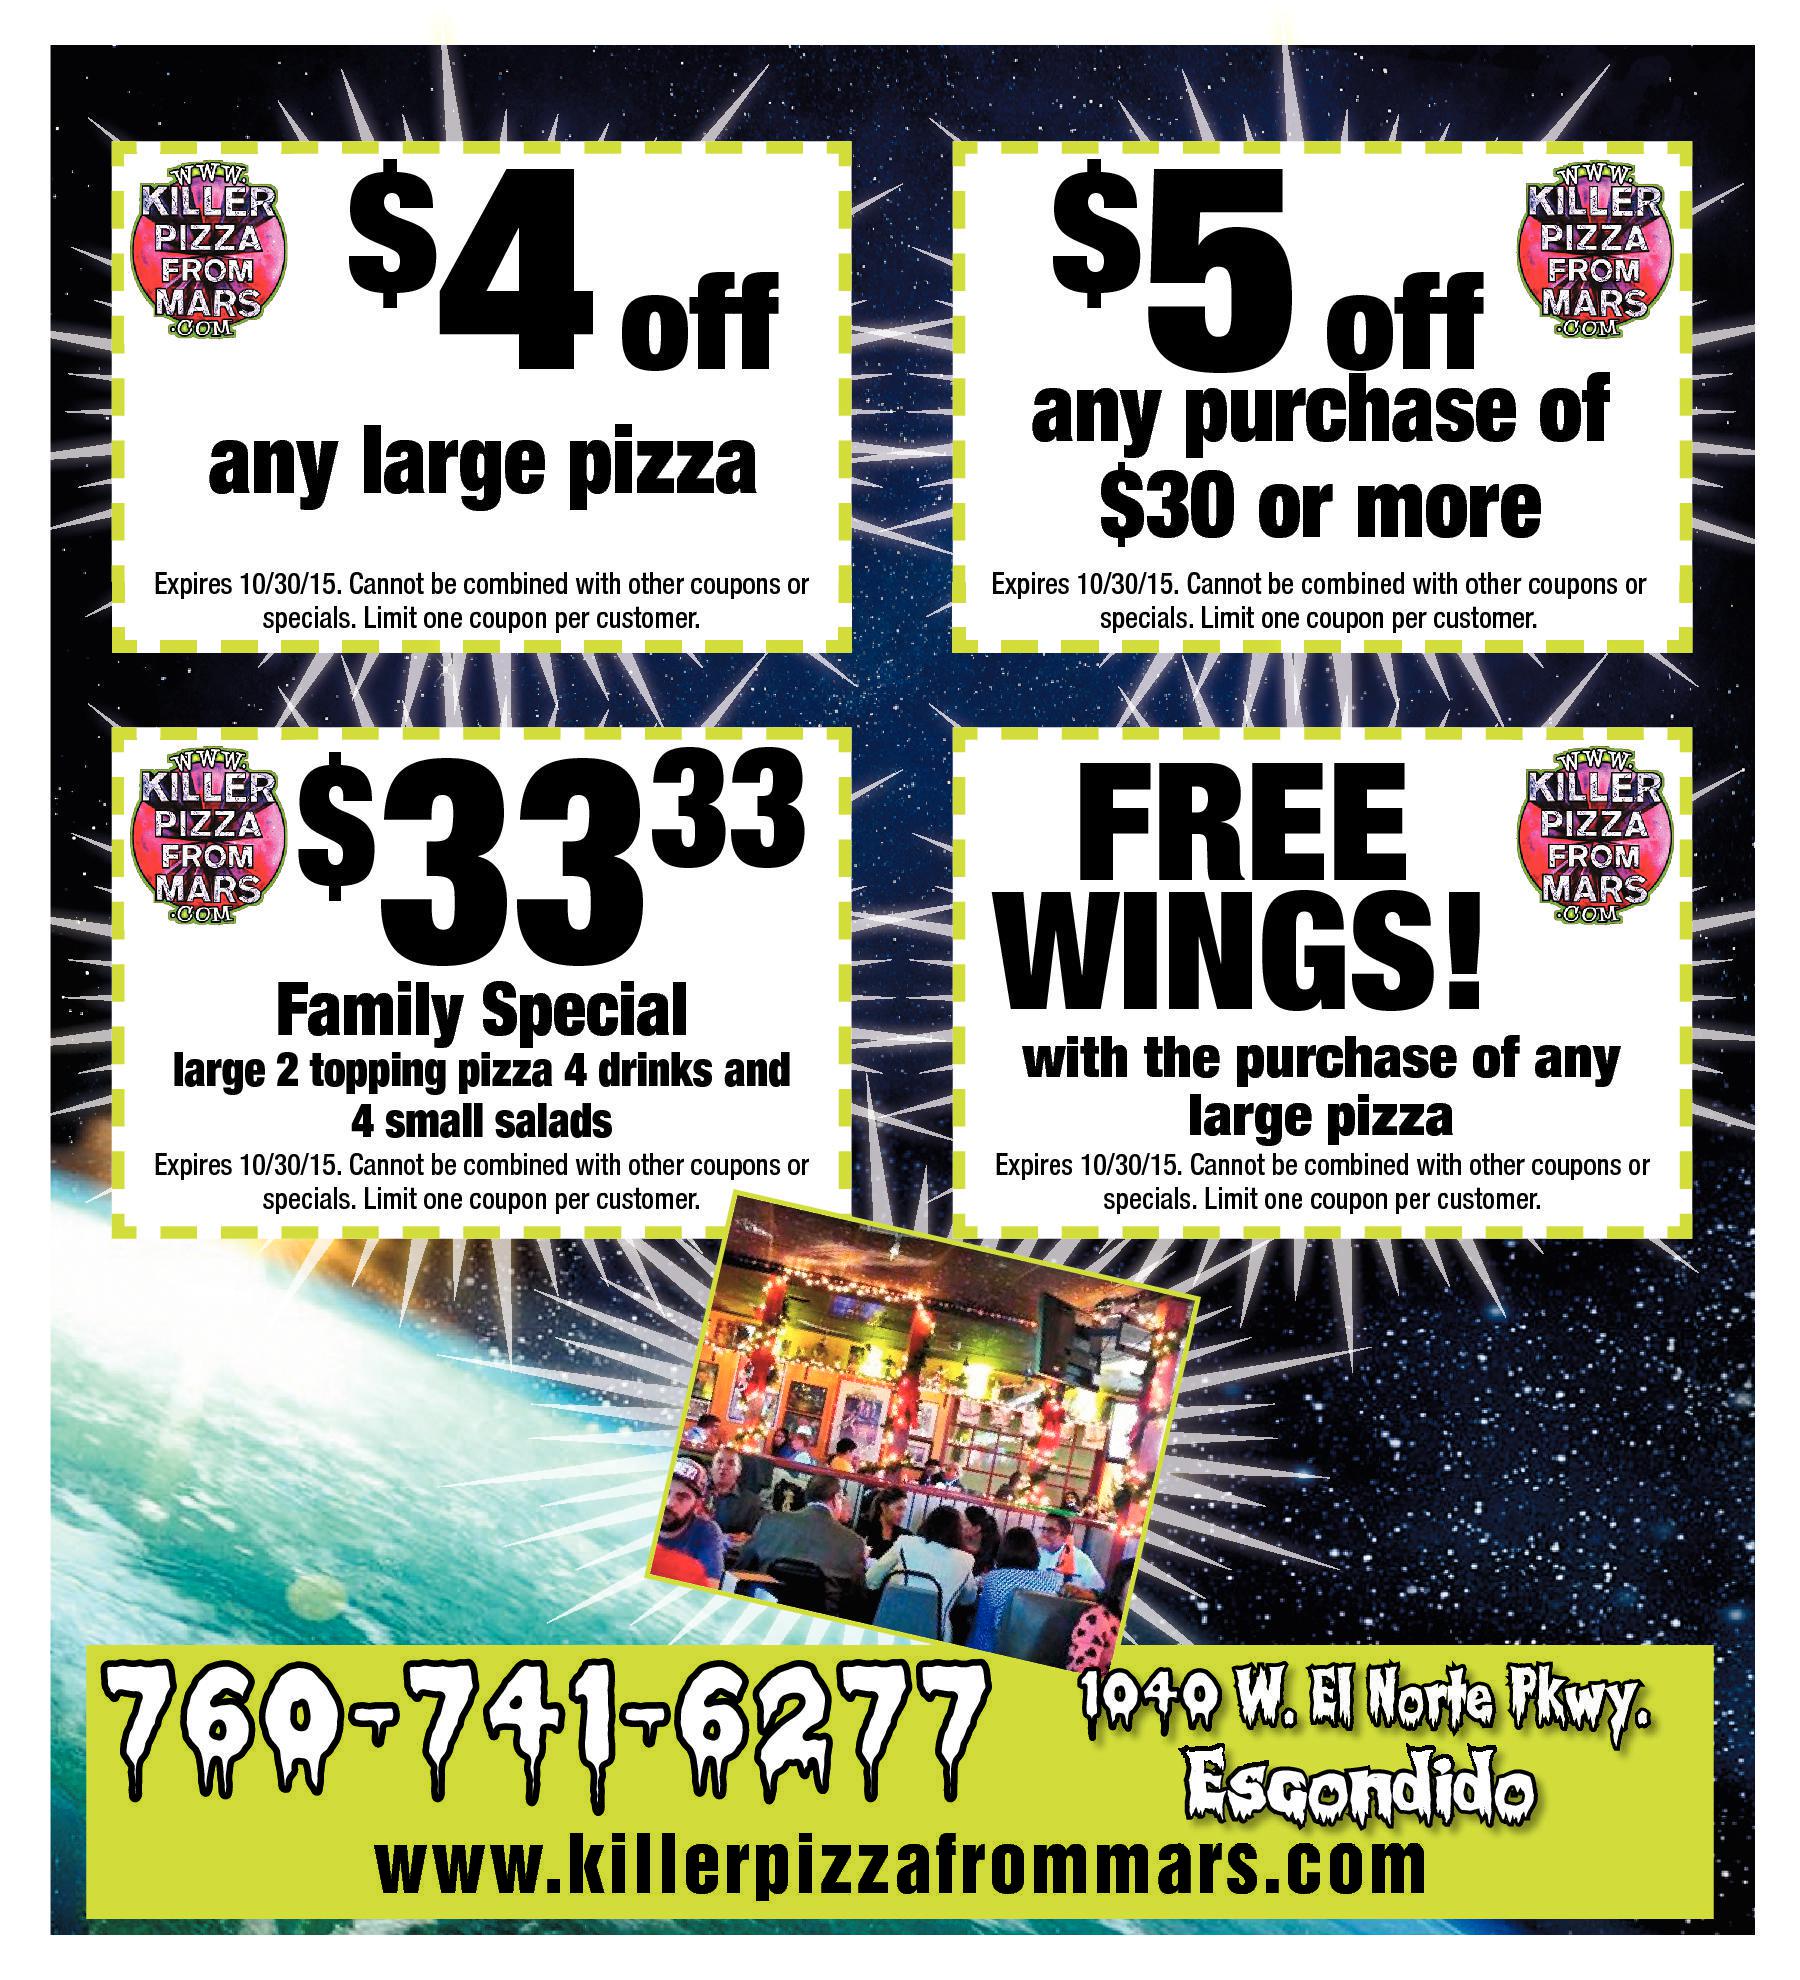 WWW.
KILLER
PIZZA
FROM
MARS
.COM
$4 off
any large pizza
Expires 10/30/15. Cannot be combined with other coupons or
specials. Limit one coupon per customer.
$5 off
WWW.
KILLER
PIZZA
FROM
MARS
.COM
any purchase of
$30 or more
Expires 10/30/15. Cannot be combined with other coupons or
specials. Limit one coupon per customer.
WWW.
KILLER
PIZZA
FROM
MARS
.COM
$33 33
Family Special
large 2 topping pizza 4 drinks and
4 small salads
Expires 10/30/15. Cannot be combined with other coupons or
specials. Limit one coupon per customer.
FREE
WINGS!
WWW.
KILLER
PIZZA
FROM
MARS
.COM
with the purchase of any
large pizza
Expires 10/30/15. Cannot be combined with other coupons or
specials. Limit one coupon per customer.
760-741-6277
1040 W. El Norte Pkwy.
Escondido
www.killerpizzafrommars.com